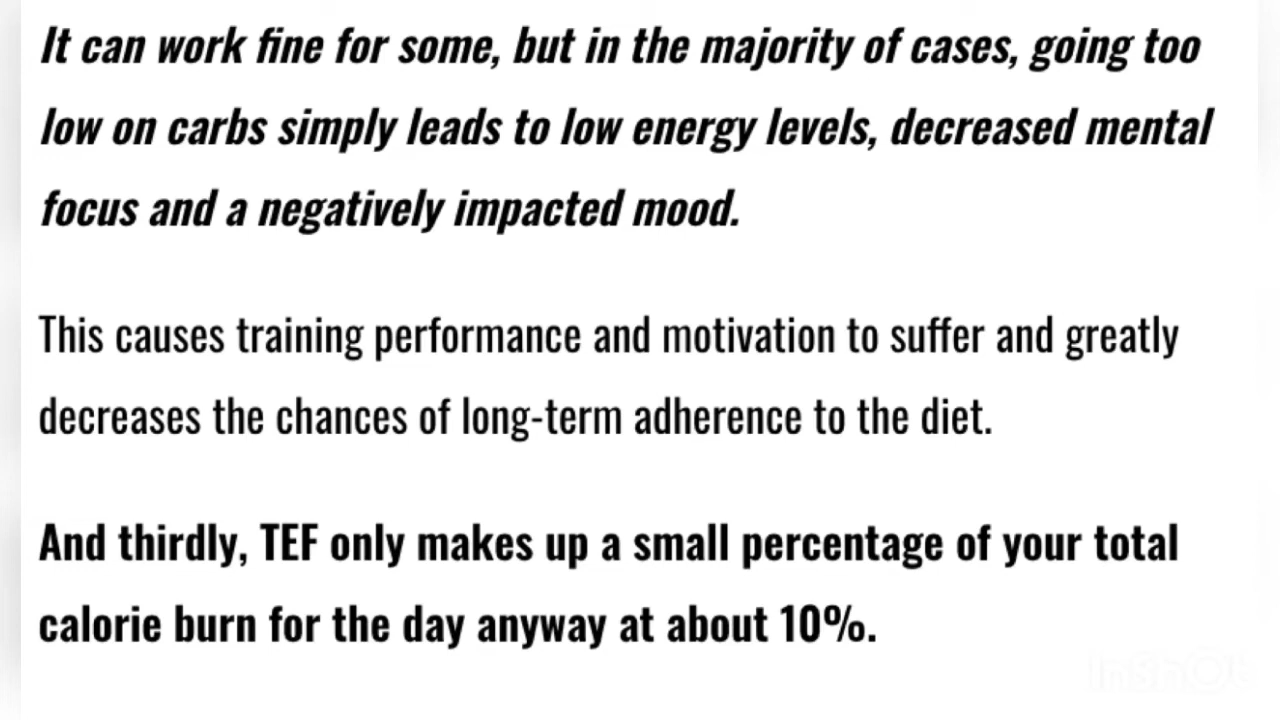 It can work fine for some, but in the majority of cases, going too
low on carbs simply leads to low energy levels, decreased mental
focus and a negatively impacted mood.
This causes training performance and motivation to suffer and greatly
decreases the chances of long-term adherence to the diet.
And thirdly, TEF only makes up a small percentage of your total
calorie burn for the day anyway at about 10%.
InShOt